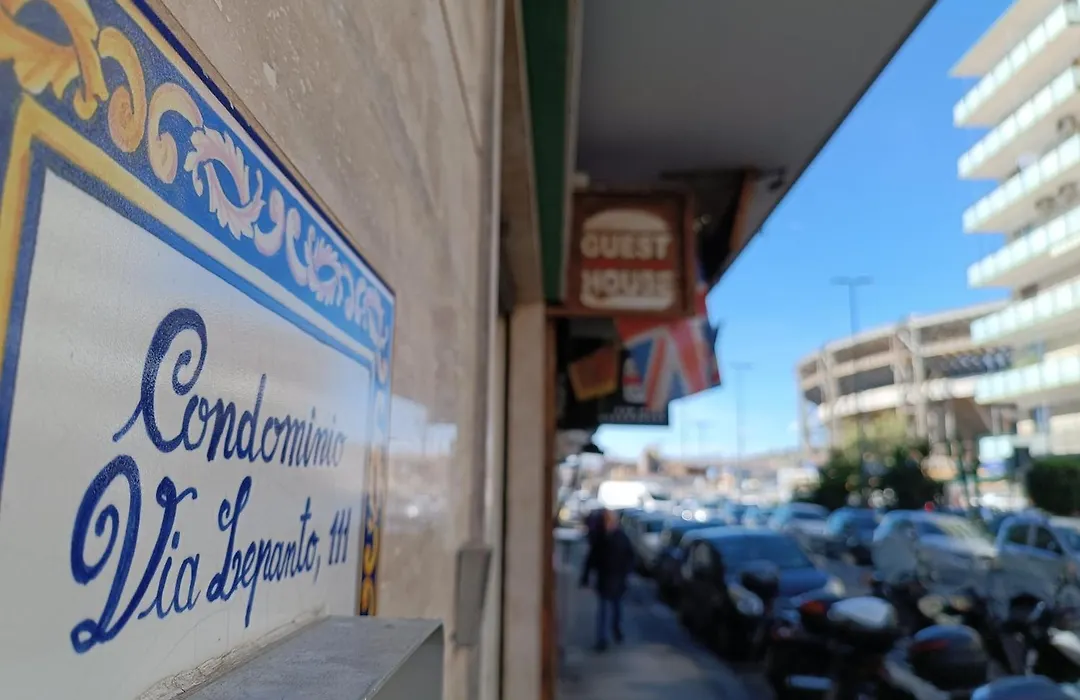 Condominio
Via Lepanto, 111
GUEST
HOUSE